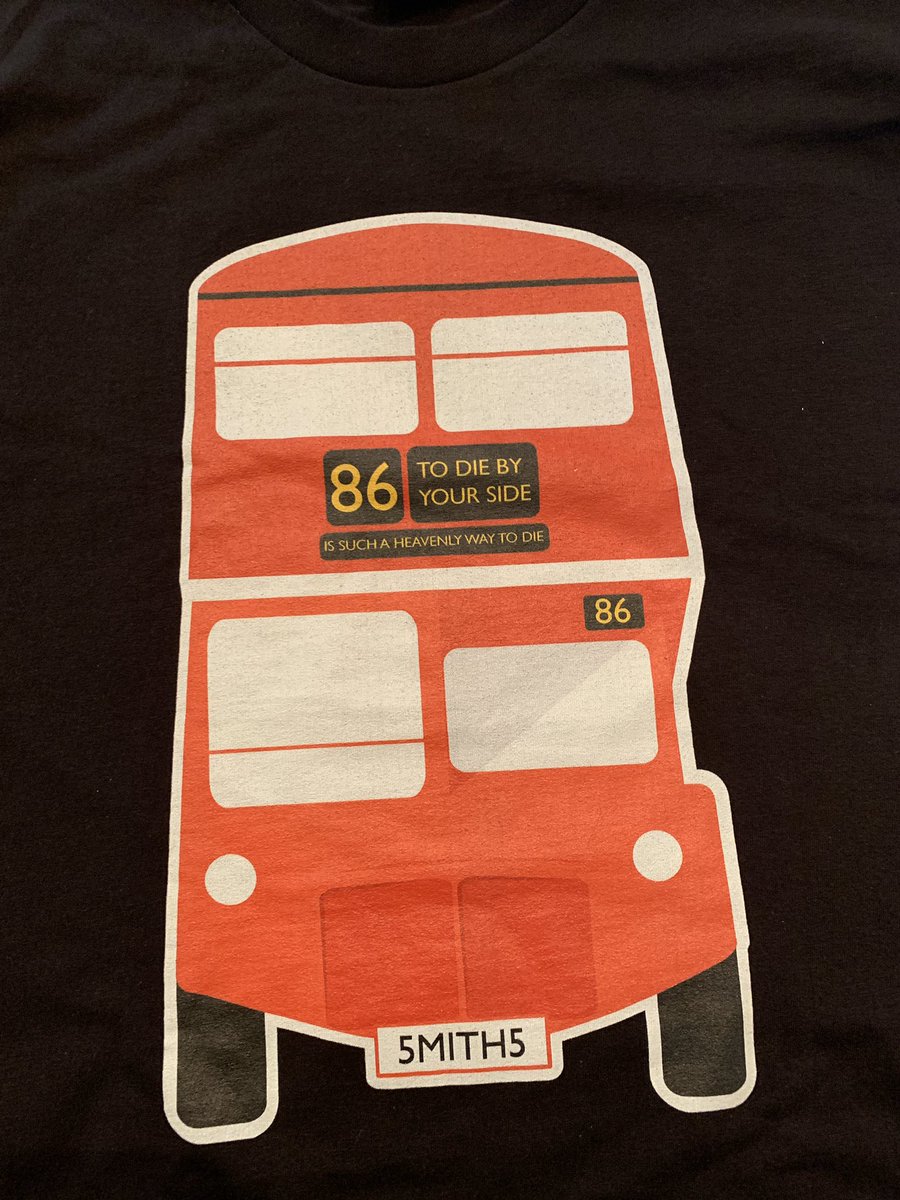 86
TO DIE BY
YOUR SIDE
IS SUCH A HEAVENLY WAY TO DIE
86
5MITH5